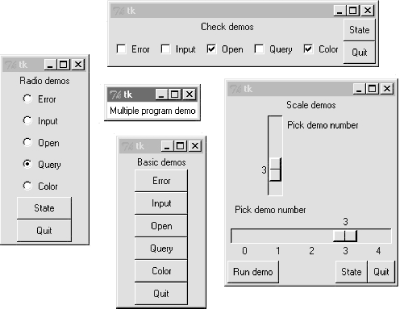 tk
Check demos
Error Input Open Query Color
State
Quit
tk
Radio demos
Error
Input
Open
Query
Color
State
Quit
tk
Multiple program demo
tk
Basic demos
Error
Input
Open
Query
Color
Quit
tk
Scale demos
Pick demo number
3
Pick demo number
3
0 1 2 3 4
Run demo State Quit